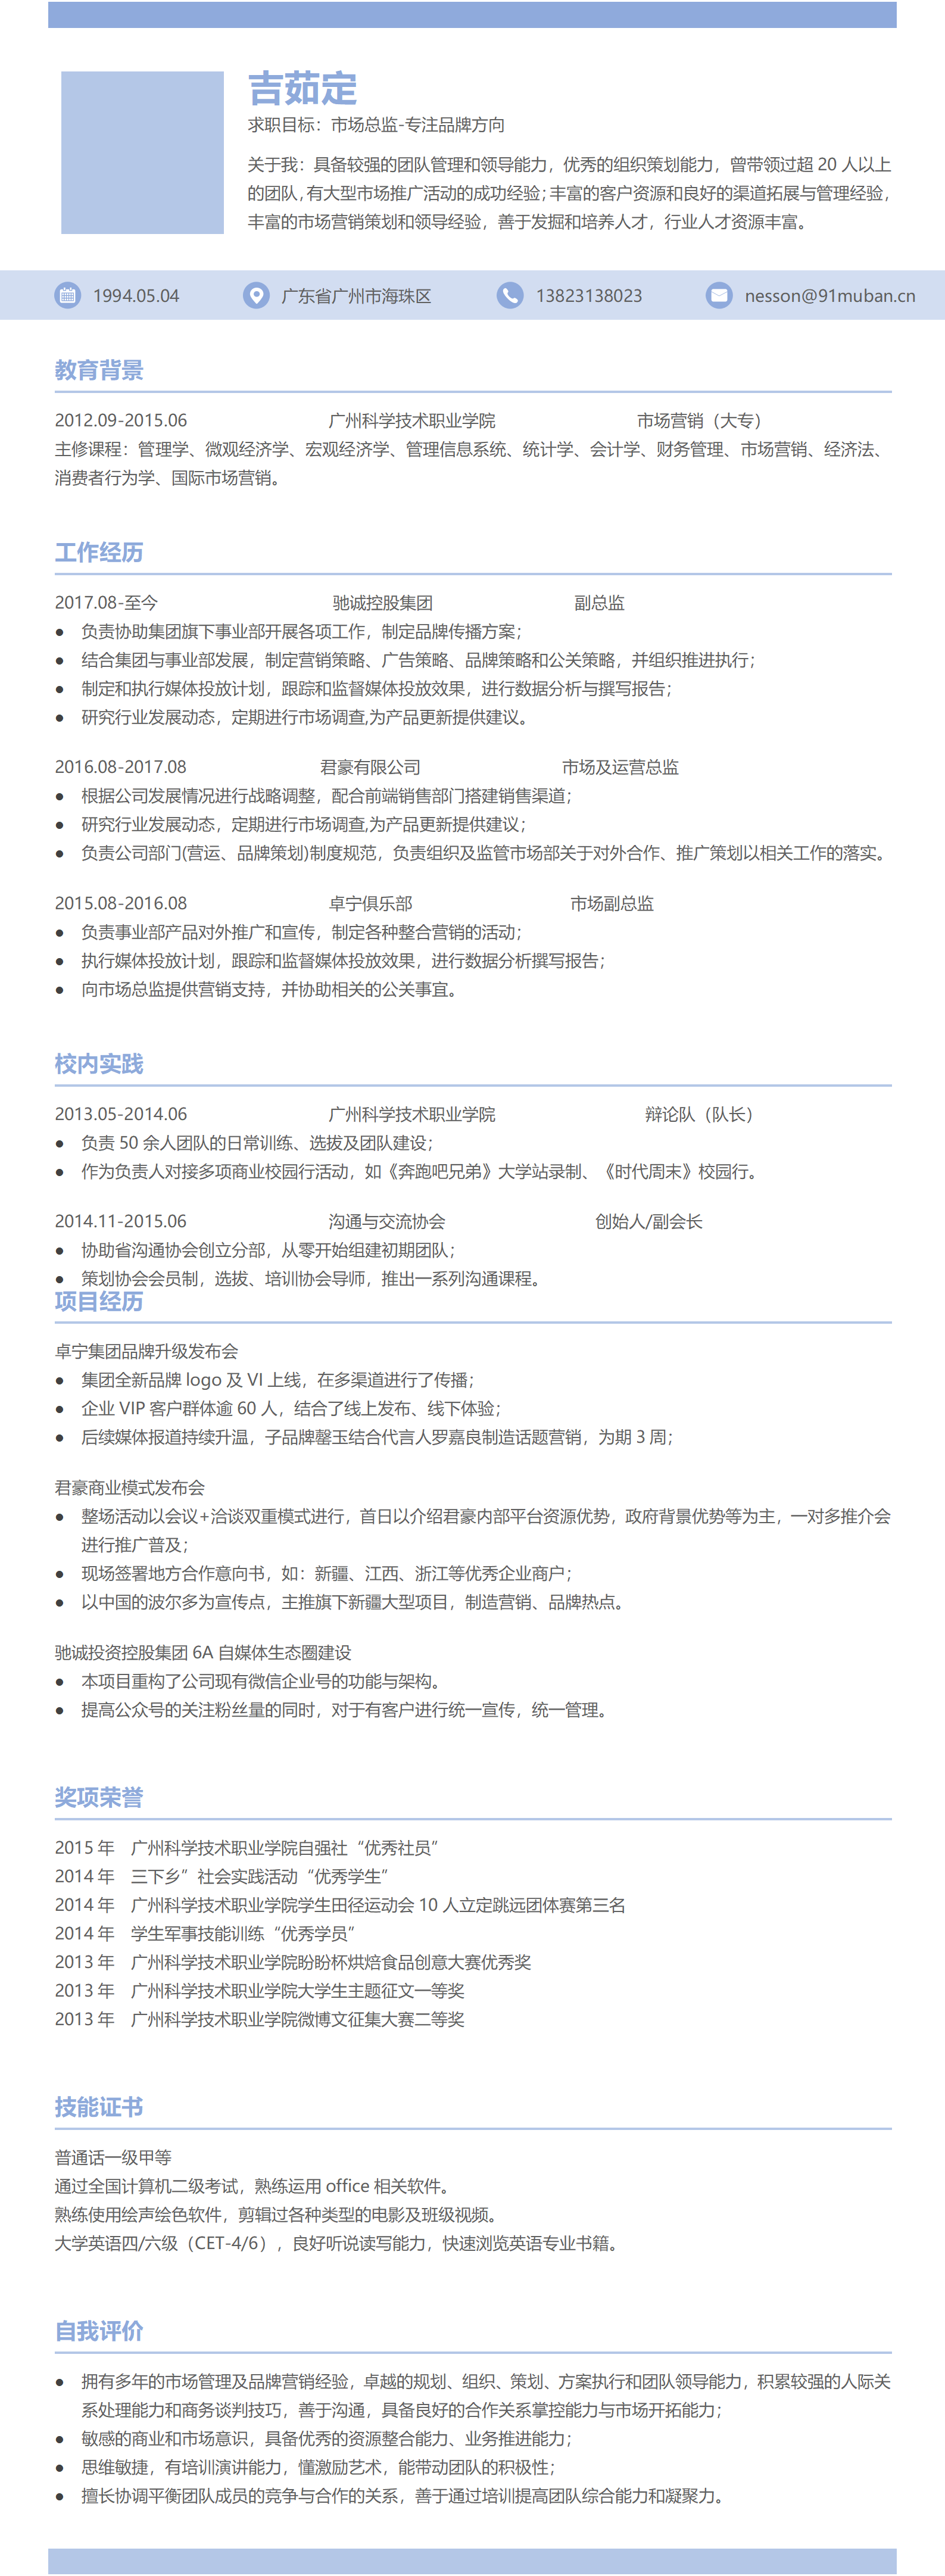 吉茹定
求职目标：市场总监-专注品牌方向
关于我：具备较强的团队管理和领导能力，优秀的组织策划能力，曾带领过超 20 人以上
的团队,有大型市场推广活动的成功经验;丰富的客户资源和良好的渠道拓展与管理经验，
丰富的市场营销策划和领导经验，善于发掘和培养人才，行业人才资源丰富。
1994.05.04 广东省广州市海珠区 13823138023 nesson@91muban.cn
教育背景
2012.09-2015.06 广州科学技术职业学院 市场营销（大专）
主修课程：管理学、微观经济学、宏观经济学、管理信息系统、统计学、会计学、财务管理、市场营销、经济法、
消费者行为学、国际市场营销。
工作经历
2017.08-至今 驰诚控股集团 副总监
● 负责协助集团旗下事业部开展各项工作，制定品牌传播方案；
● 结合集团与事业部发展，制定营销策略、广告策略、品牌策略和公关策略，并组织推进执行；
● 制定和执行媒体投放计划，跟踪和监督媒体投放效果，进行数据分析与撰写报告；
● 研究行业发展动态，定期进行市场调查,为产品更新提供建议。
2016.08-2017.08 君豪有限公司 市场及运营总监
● 根据公司发展情况进行战略调整，配合前端销售部门搭建销售渠道；
● 研究行业发展动态，定期进行市场调查,为产品更新提供建议；
● 负责公司部门(营运、品牌策划)制度规范，负责组织及监管市场部关于对外合作、推广策划以相关工作的落实。
2015.08-2016.08 卓宁俱乐部 市场副总监
● 负责事业部产品对外推广和宣传，制定各种整合营销的活动；
● 执行媒体投放计划，跟踪和监督媒体投放效果，进行数据分析撰写报告；
● 向市场总监提供营销支持，并协助相关的公关事宜。
校内实践
2013.05-2014.06 广州科学技术职业学院 辩论队（队长）
● 负责 50 余人团队的日常训练、选拔及团队建设；
● 作为负责人对接多项商业校园行活动，如《奔跑吧兄弟》大学站录制、《时代周末》校园行。
2014.11-2015.06 沟通与交流协会 创始人/副会长
● 协助省沟通协会创立分部，从零开始组建初期团队；
● 策划协会会员制，选拔、培训协会导师，推出一系列沟通课程。
项目经历
卓宁集团品牌升级发布会
● 集团全新品牌 logo 及 VI 上线，在多渠道进行了传播；
● 企业 VIP 客户群体逾 60 人，结合了线上发布、线下体验；
● 后续媒体报道持续升温，子品牌罄玉结合代言人罗嘉良制造话题营销，为期 3 周；
君豪商业模式发布会
● 整场活动以会议+洽谈双重模式进行，首日以介绍君豪内部平台资源优势，政府背景优势等为主，一对多推介会
进行推广普及；
● 现场签署地方合作意向书，如：新疆、江西、浙江等优秀企业商户；
● 以中国的波尔多为宣传点，主推旗下新疆大型项目，制造营销、品牌热点。
驰诚投资控股集团 6A 自媒体生态圈建设
● 本项目重构了公司现有微信企业号的功能与架构。
● 提高公众号的关注粉丝量的同时，对于有客户进行统一宣传，统一管理。
奖项荣誉
2015 年 广州科学技术职业学院自强社“优秀社员”
2014 年 三下乡”社会实践活动“优秀学生”
2014 年 广州科学技术职业学院学生田径运动会 10 人立定跳远团体赛第三名
2014 年 学生军事技能训练“优秀学员”
2013 年 广州科学技术职业学院盼盼杯烘焙食品创意大赛优秀奖
2013 年 广州科学技术职业学院大学生主题征文一等奖
2013 年 广州科学技术职业学院微博文征集大赛二等奖
技能证书
普通话一级甲等
通过全国计算机二级考试，熟练运用 office 相关软件。
熟练使用绘声绘色软件，剪辑过各种类型的电影及班级视频。
大学英语四/六级（CET-4/6），良好听说读写能力，快速浏览英语专业书籍。
自我评价
● 拥有多年的市场管理及品牌营销经验，卓越的规划、组织、策划、方案执行和团队领导能力，积累较强的人际关
系处理能力和商务谈判技巧，善于沟通，具备良好的合作关系掌控能力与市场开拓能力；
● 敏感的商业和市场意识，具备优秀的资源整合能力、业务推进能力；
● 思维敏捷，有培训演讲能力，懂激励艺术，能带动团队的积极性；
● 擅长协调平衡团队成员的竞争与合作的关系，善于通过培训提高团队综合能力和凝聚力。